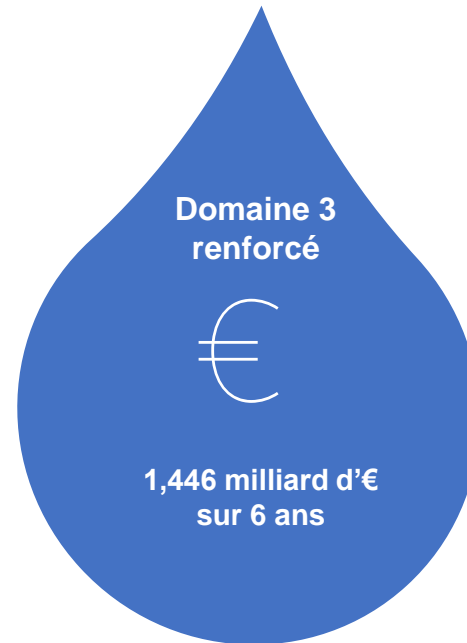 Domaine 3
renforcé
€
1,446 milliard d'€
sur 6 ans